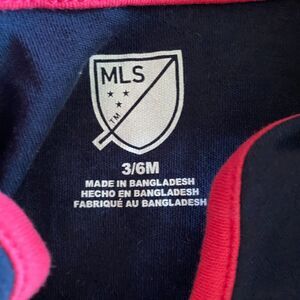 MLS
TM
3/6M
MADE IN BANGLADESH
HECHO EN BANGLADESH
FABRIQUÉ AU BANGLADESH